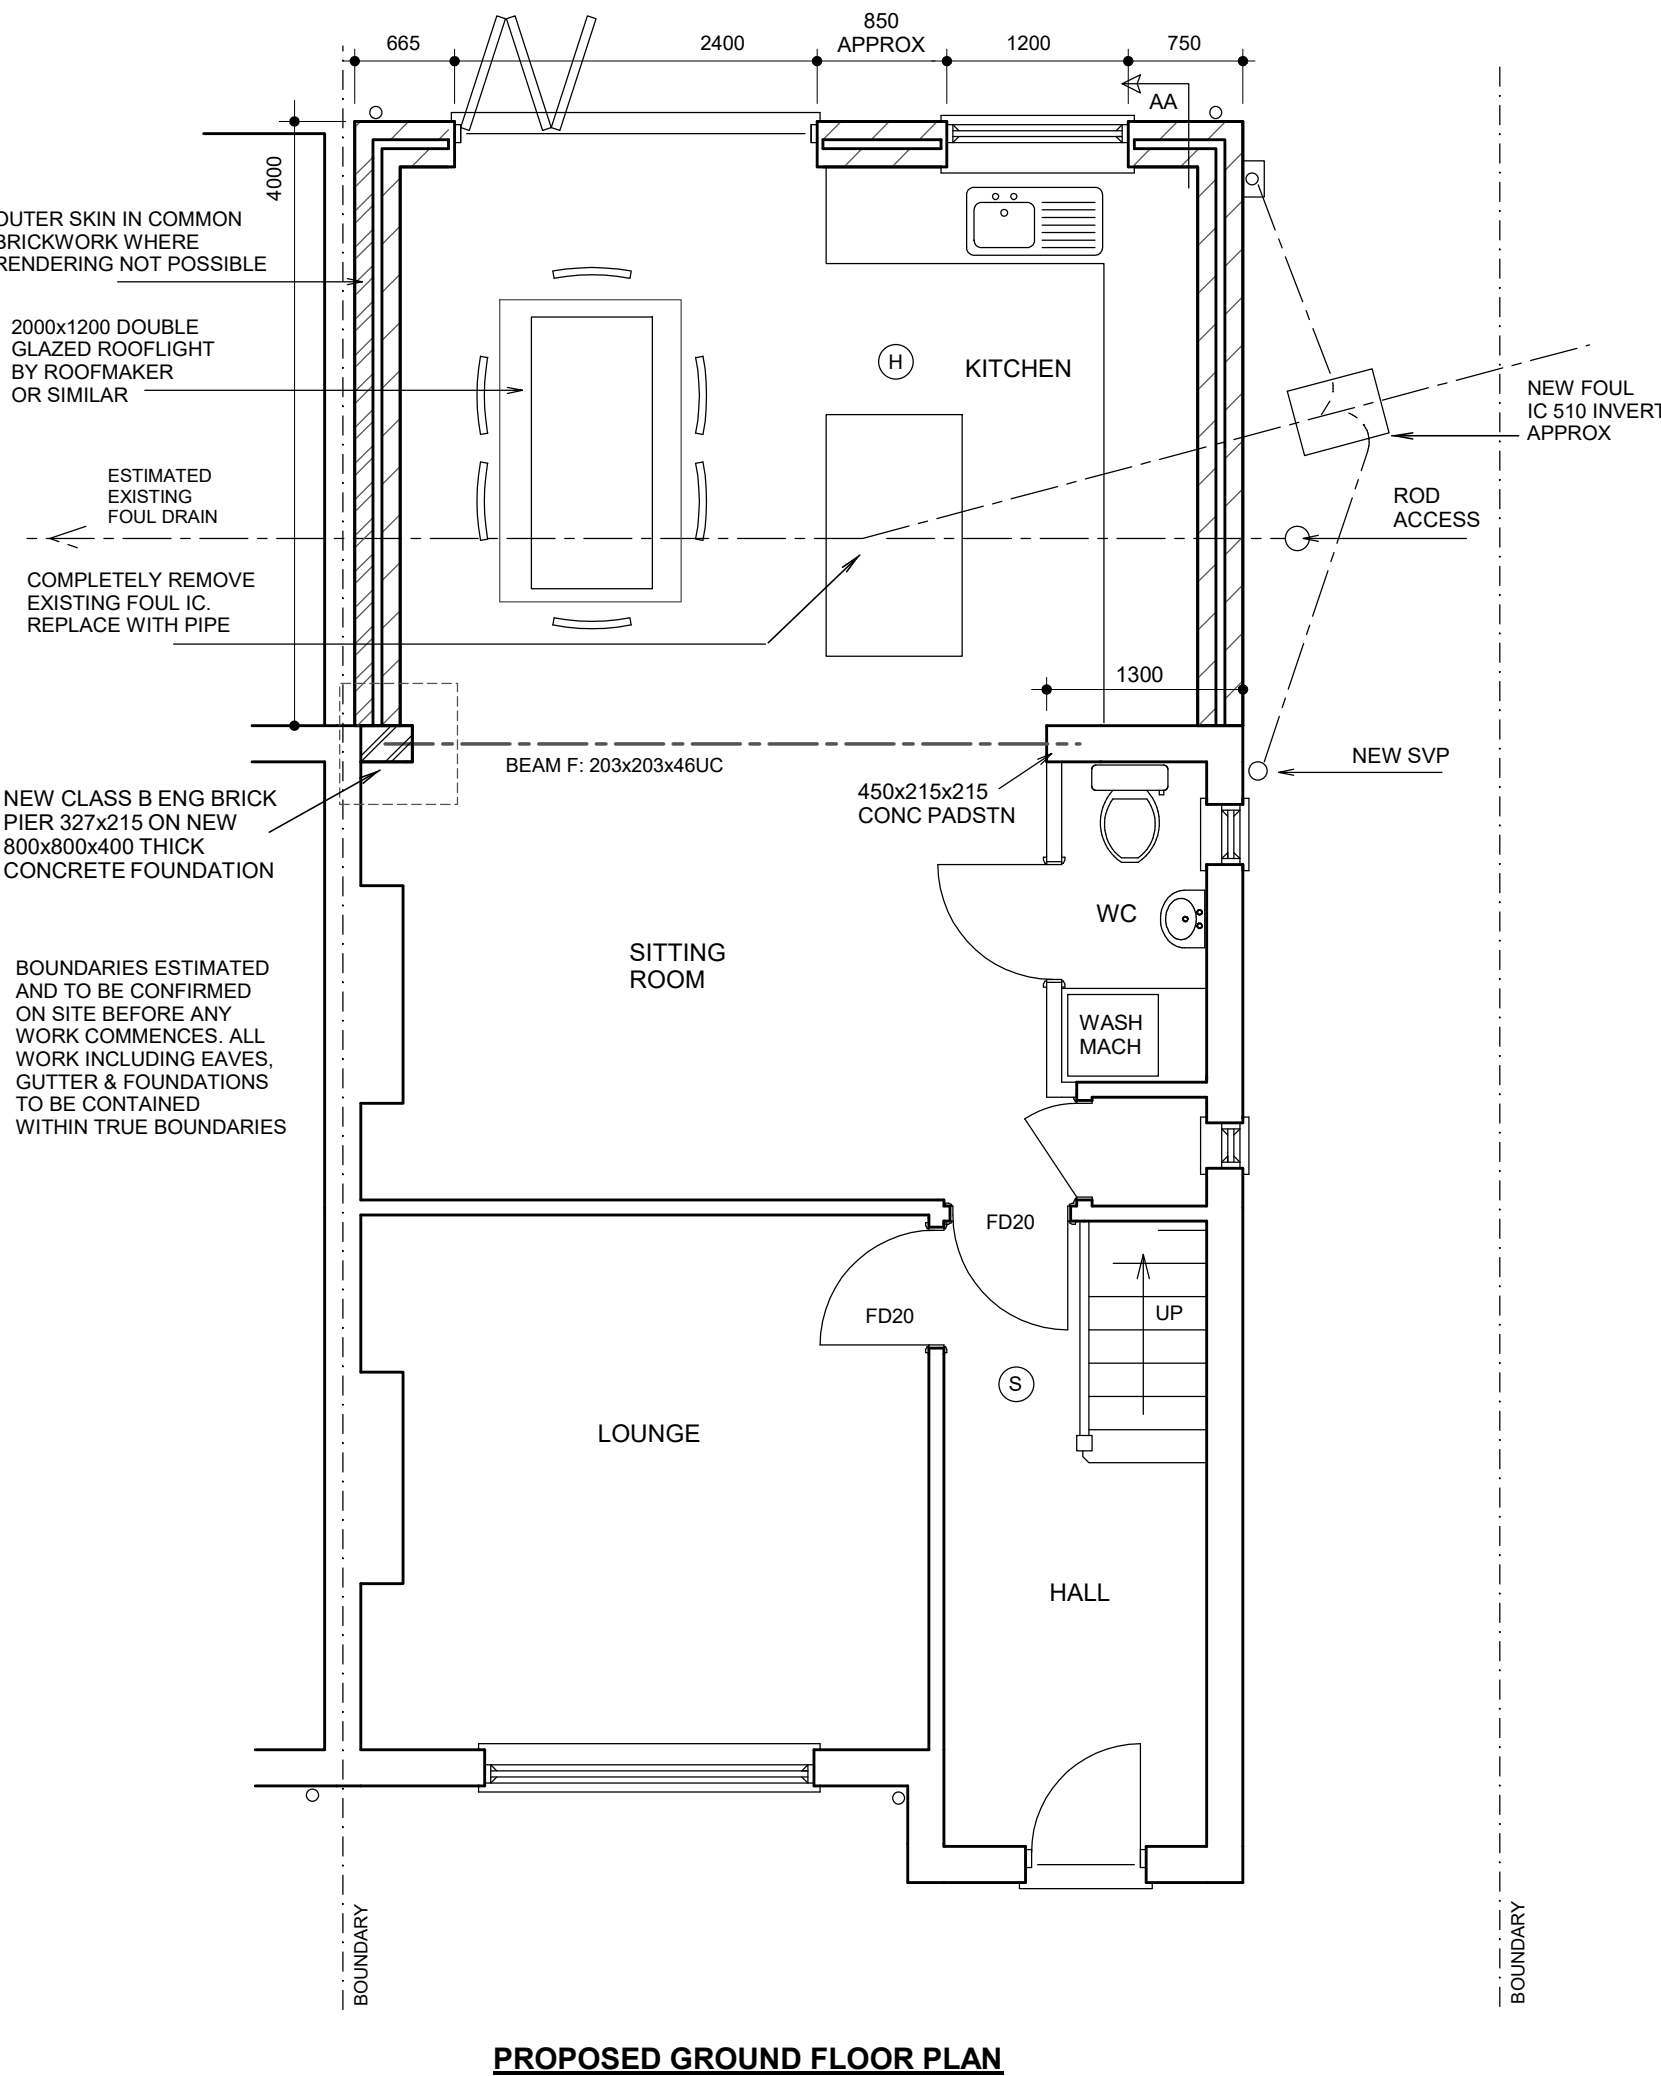 665
2400
850
APPROX
1200
750
AA
4000
OUTER SKIN IN COMMON
BRICKWORK WHERE
RENDERING NOT POSSIBLE
2000x1200 DOUBLE
GLAZED ROOFLIGHT
BY ROOFMAKER
OR SIMILAR
H
KITCHEN
NEW FOUL
IC 510 INVERT
APPROX
ESTIMATED
EXISTING
FOUL DRAIN
ROD
ACCESS
COMPLETELY REMOVE
EXISTING FOUL IC.
REPLACE WITH PIPE
1300
BEAM F: 203x203x46UC
NEW SVP
NEW CLASS B ENG BRICK
PIER 327x215 ON NEW
800x800x400 THICK
CONCRETE FOUNDATION
450x215x215
CONC PADSTN
WC
SITTING
ROOM
BOUNDARIES ESTIMATED
AND TO BE CONFIRMED
ON SITE BEFORE ANY
WORK COMMENCES. ALL
WORK INCLUDING EAVES,
GUTTER & FOUNDATIONS
TO BE CONTAINED
WITHIN TRUE BOUNDARIES
WASH
MACH
FD20
FD20
UP
S
LOUNGE
HALL
BOUNDARY
BOUNDARY
PROPOSED GROUND FLOOR PLAN